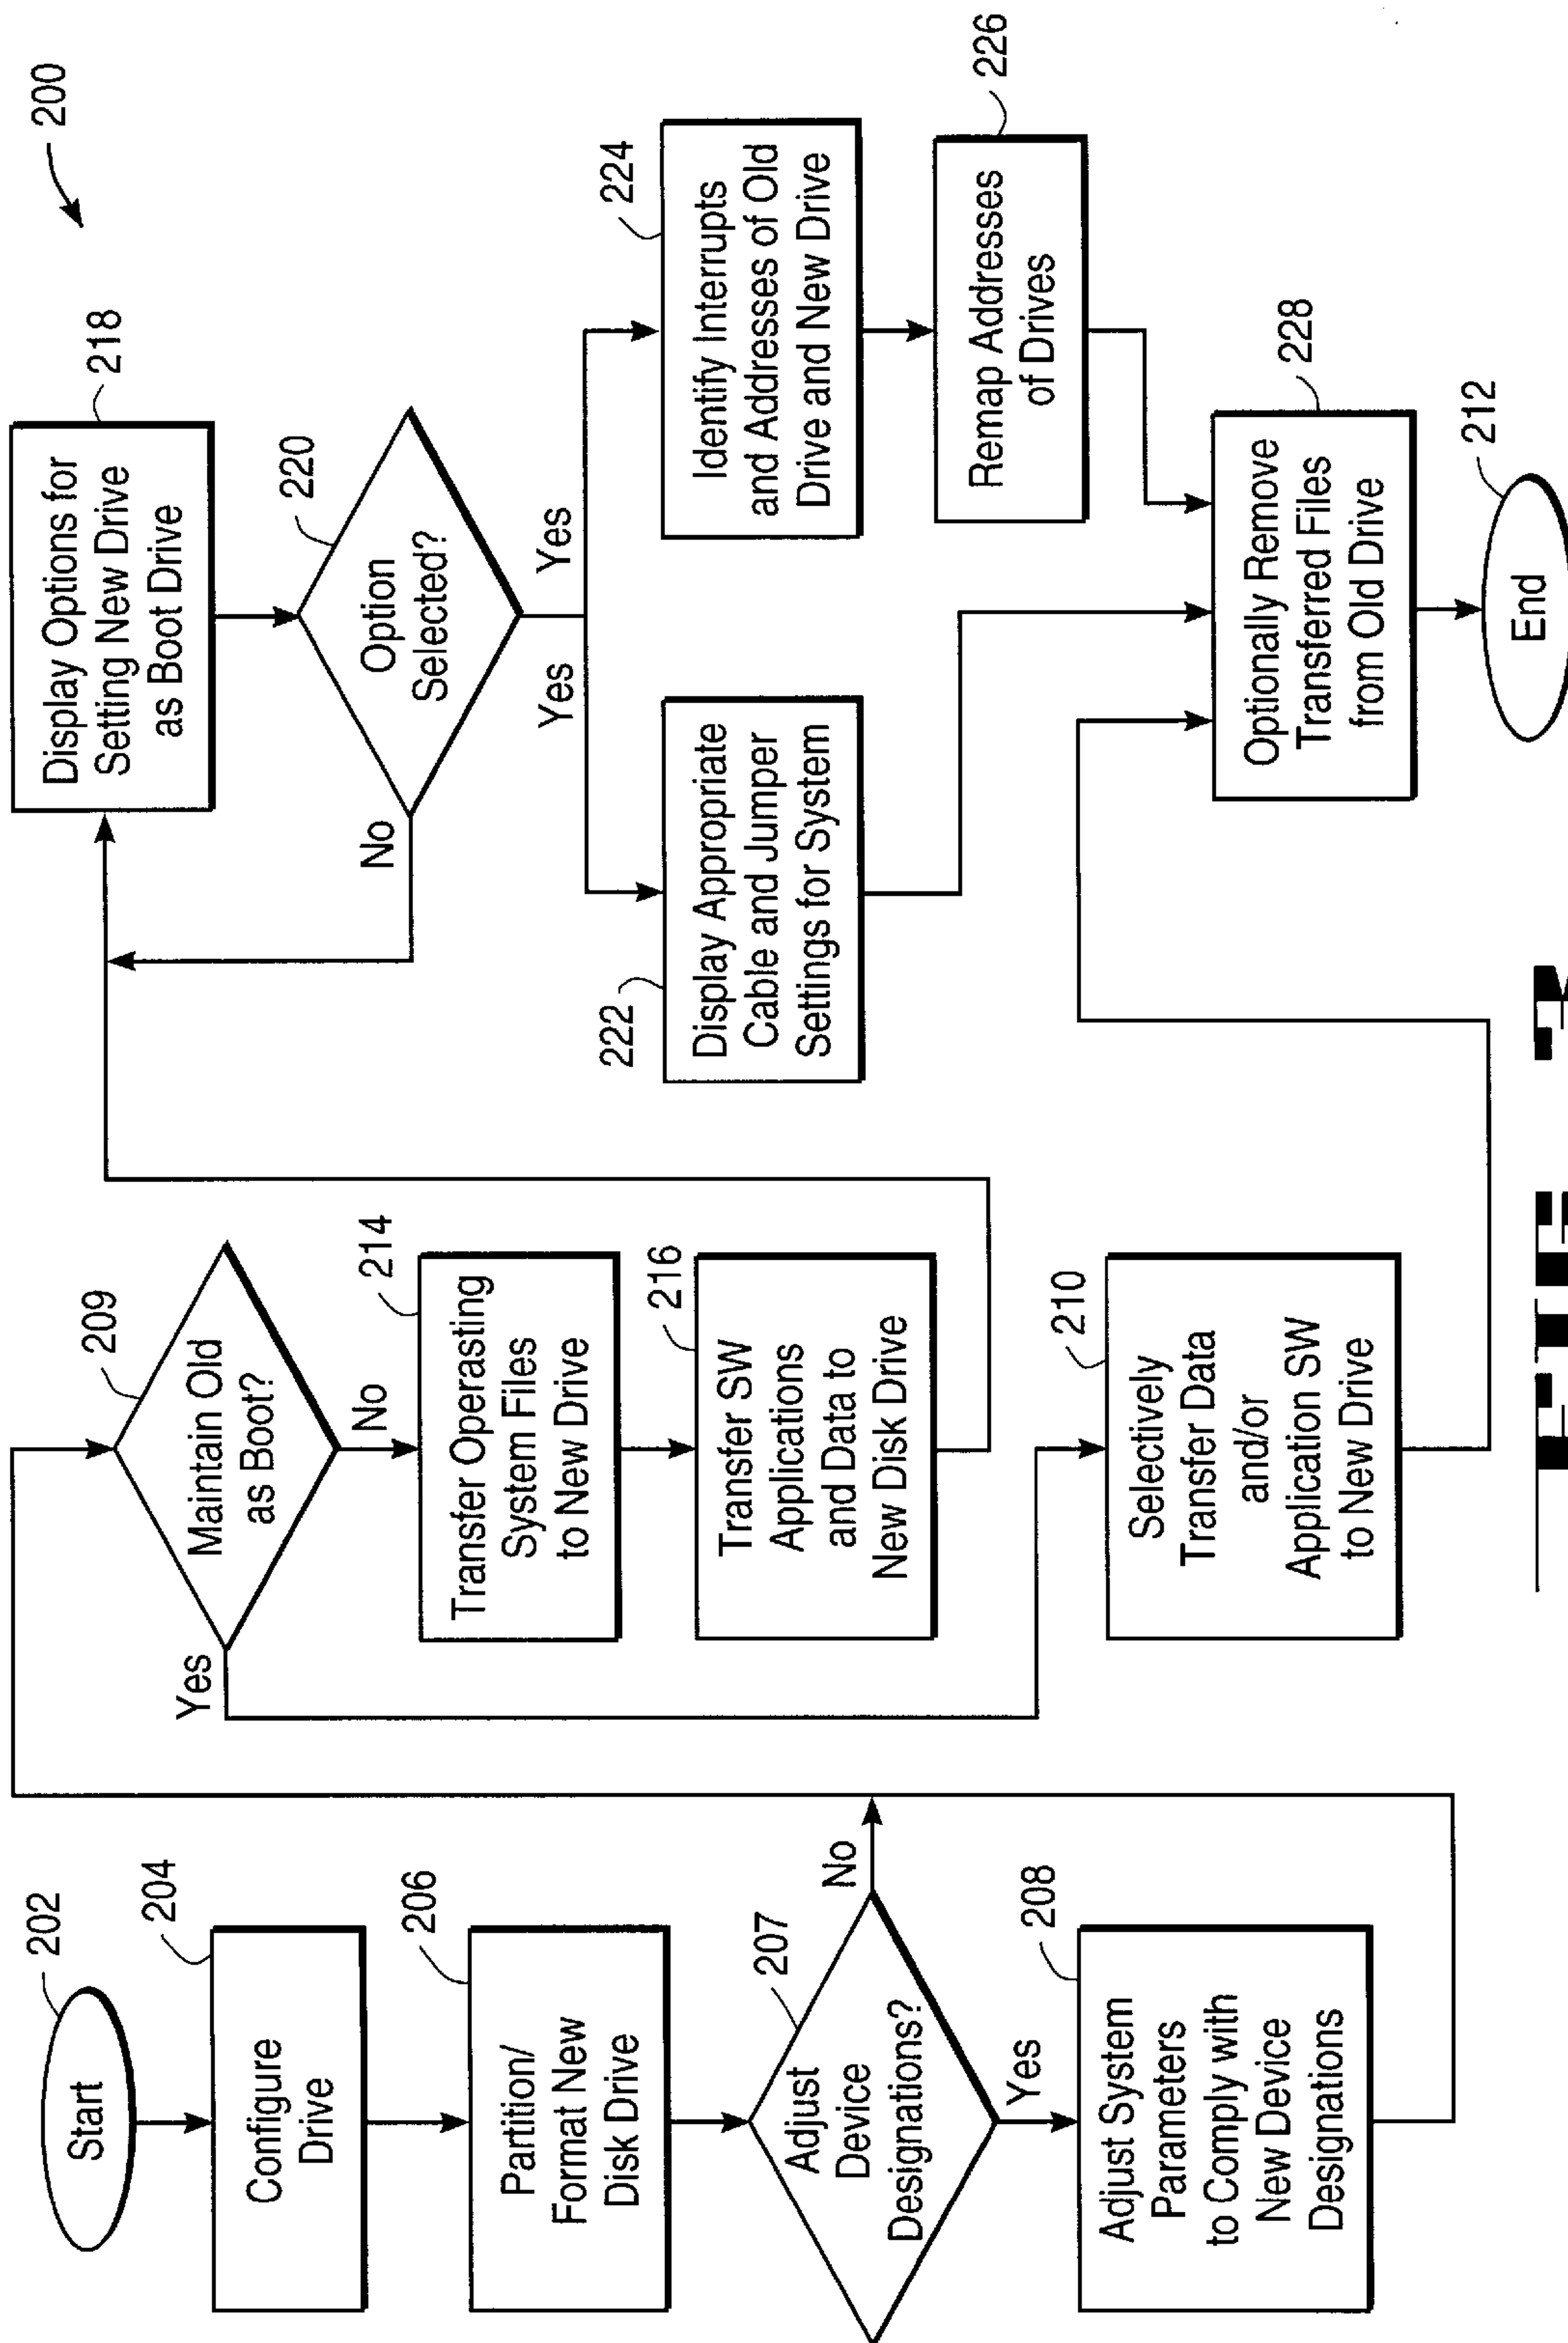 200
202
Start
204
Configure
Drive
206
Partition/
Format New
Disk Drive
207
Adjust
Device
Designations?
No
Yes
208
Adjust System
Parameters
to Comply with
New Device
Designations
209
Maintain Old
as Boot?
Yes
No
214
Transfer Operasting
System Files
to New Drive
216
Transfer SW
Applications
and Data to
New Disk Drive
210
Selectively
Transfer Data
and/or
Application SW
to New Drive
218
Display Options for
Setting New Drive
as Boot Drive
220
Option
Selected?
No
Yes
Yes
222
Display Appropriate
Cable and Jumper
Settings for System
224
Identify Interrupts
and Addresses of Old
Drive and New Drive
226
Remap Addresses
of Drives
228
Optionally Remove
Transferred Files
from Old Drive
212
End